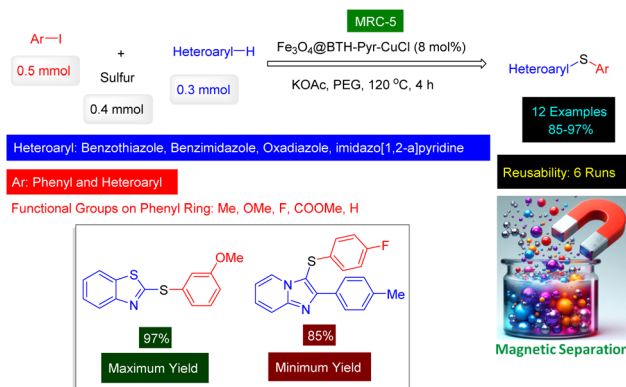 MRC-5
Ar—I
+
Heteroaryl—H
Fe₃O₄@BTH-Pyr-CuCl (8 mol%)
0.5 mmol
Sulfur
0.3 mmol
KOAc, PEG, 120 °C, 4 h
0.4 mmol
Heteroaryl
S
Ar
12 Examples
85-97%
Heteroaryl: Benzothiazole, Benzimidazole, Oxadiazole, imidazo[1,2-a]pyridine
Ar: Phenyl and Heteroaryl
Reusability: 6 Runs
Functional Groups on Phenyl Ring: Me, OMe, F, COOMe, H
S
N
S
OMe
97%
Maximum Yield
S
F
N
N
Me
85%
Minimum Yield
Magnetic Separation